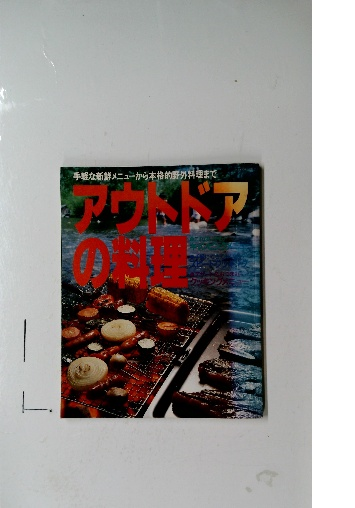 手軽な新鮮メニューから本格的野外料理まで
アウトドア
の料理